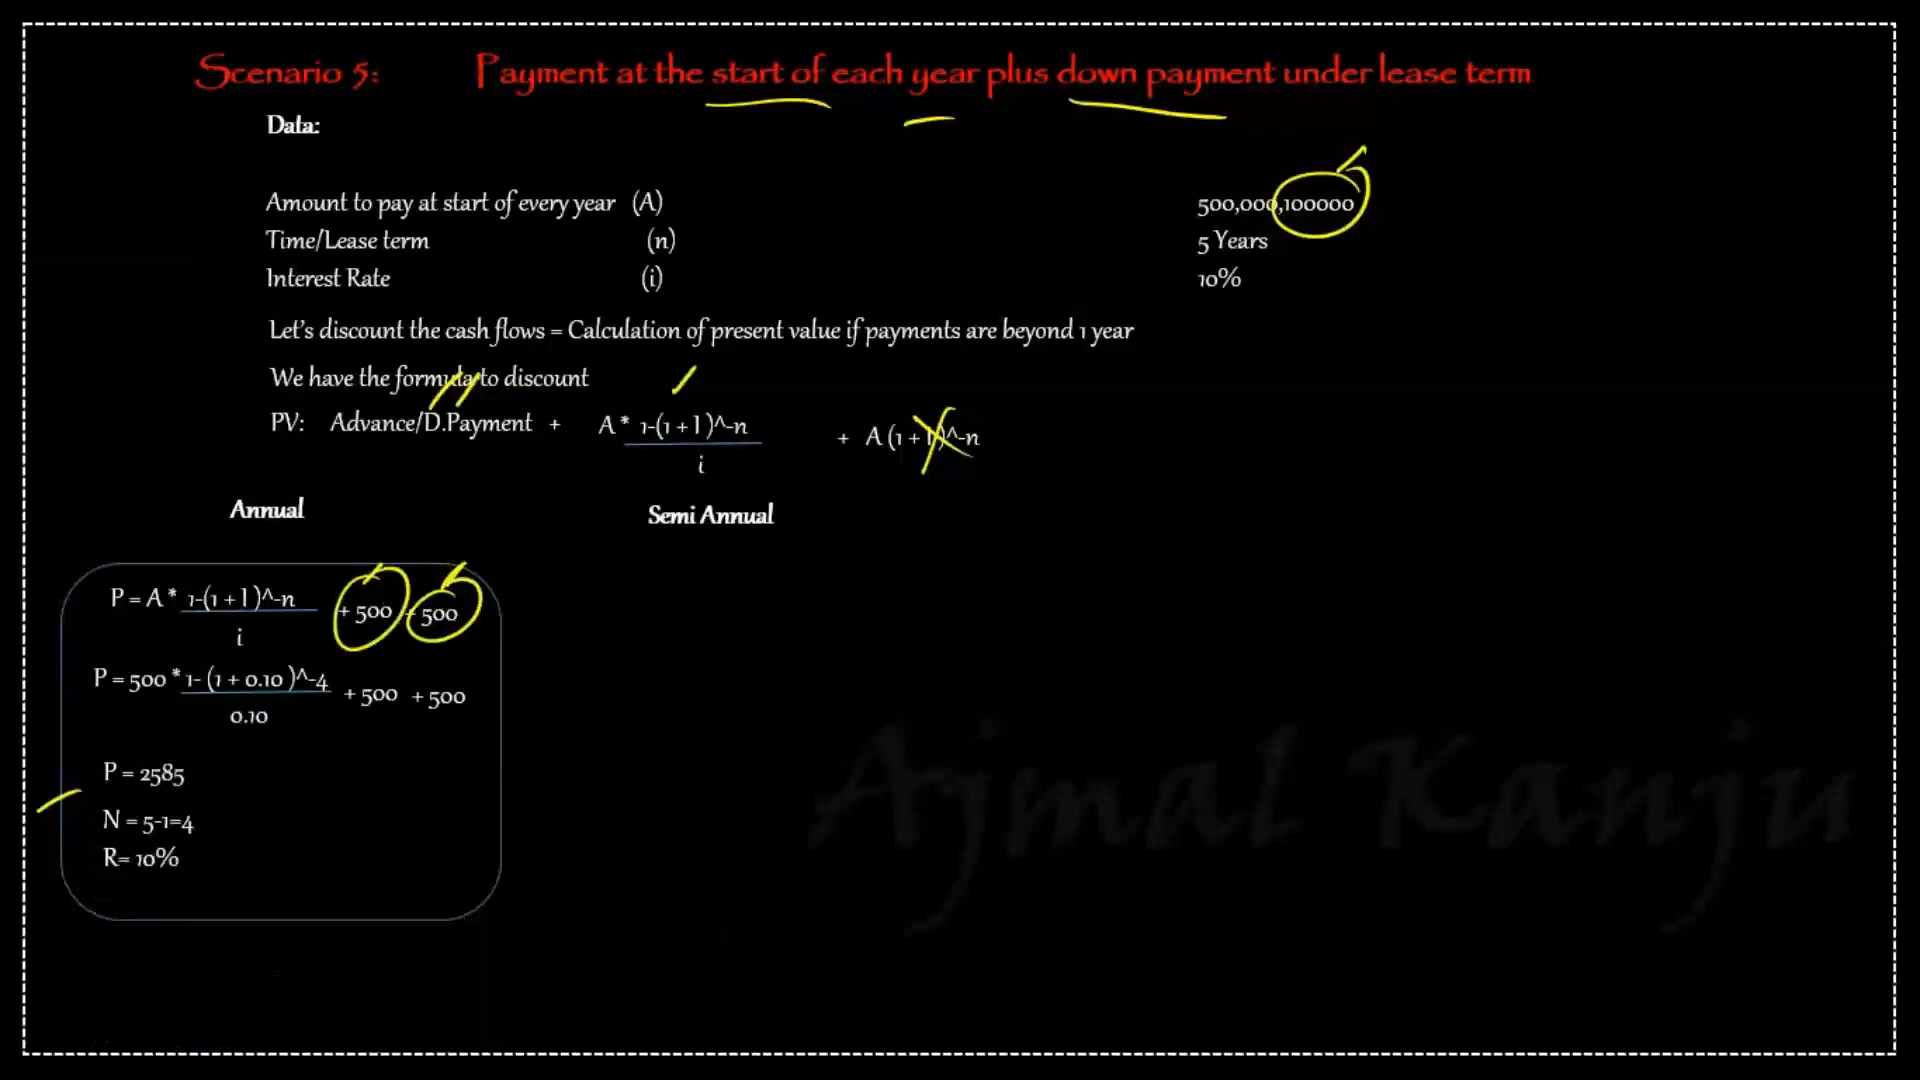 Scenario 5: Payment at the start of each year plus down payment under lease term
Data:
Amount to pay at start of every year (A) 500,000,100000
Time/Lease term (n) 5 Years
Interest Rate (i) 10%
Let's discount the cash flows = Calculation of present value if payments are beyond 1 year
We have the formula to discount
PV: Advance/D.Payment + A * 1-(1 + I )^-n + A (1 + I )^-n
i
Annual Semi Annual
P = A * 1-(1 + I )^-n + 500 + 500
i
P = 500 * 1- (1 + 0.10 )^-4 + 500 + 500
0.10
P = 2585
N = 5-1=4
R= 10%
Ajmal Kanju